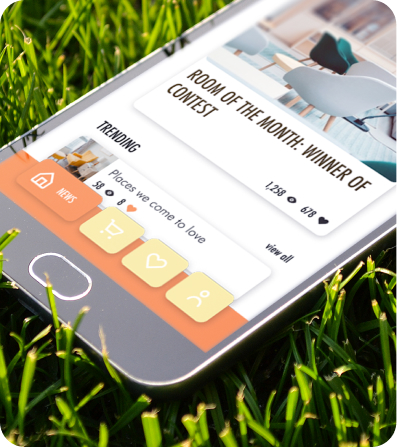 ROOM OF THE MONTH: WINNER OF
CONTEST
1,258 678
TRENDING
view all
Places we come to love
58 8
NEWS